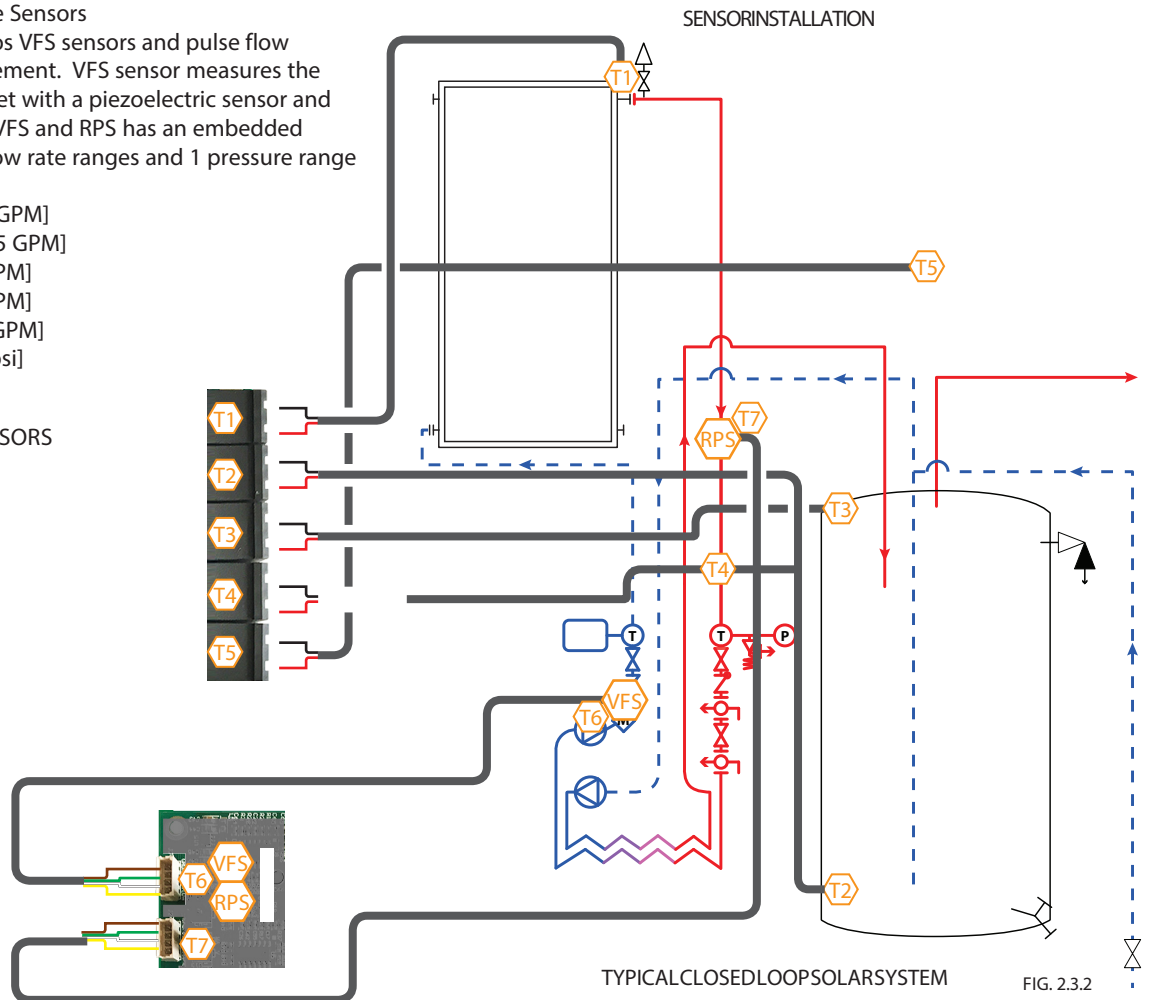 e Sensors
os VFS sensors and pulse flow
ement. VFS sensor measures the
et with a piezoelectric sensor and
VFS and RPS has an embedded
ow rate ranges and 1 pressure range
GPM]
5 GPM]
PM]
PM]
GPM]
osi]
SORS
SENSORINSTALLATION
T1
T5
T7
RPS
T1
T2
T3
T4
T5
T3
T4
T
T
P
VFS
T6
M
T2
VFS
T6
RPS
T7
TYPICALCLOSEDLOOPSOLARSYSTEM
FIG. 2.3.2